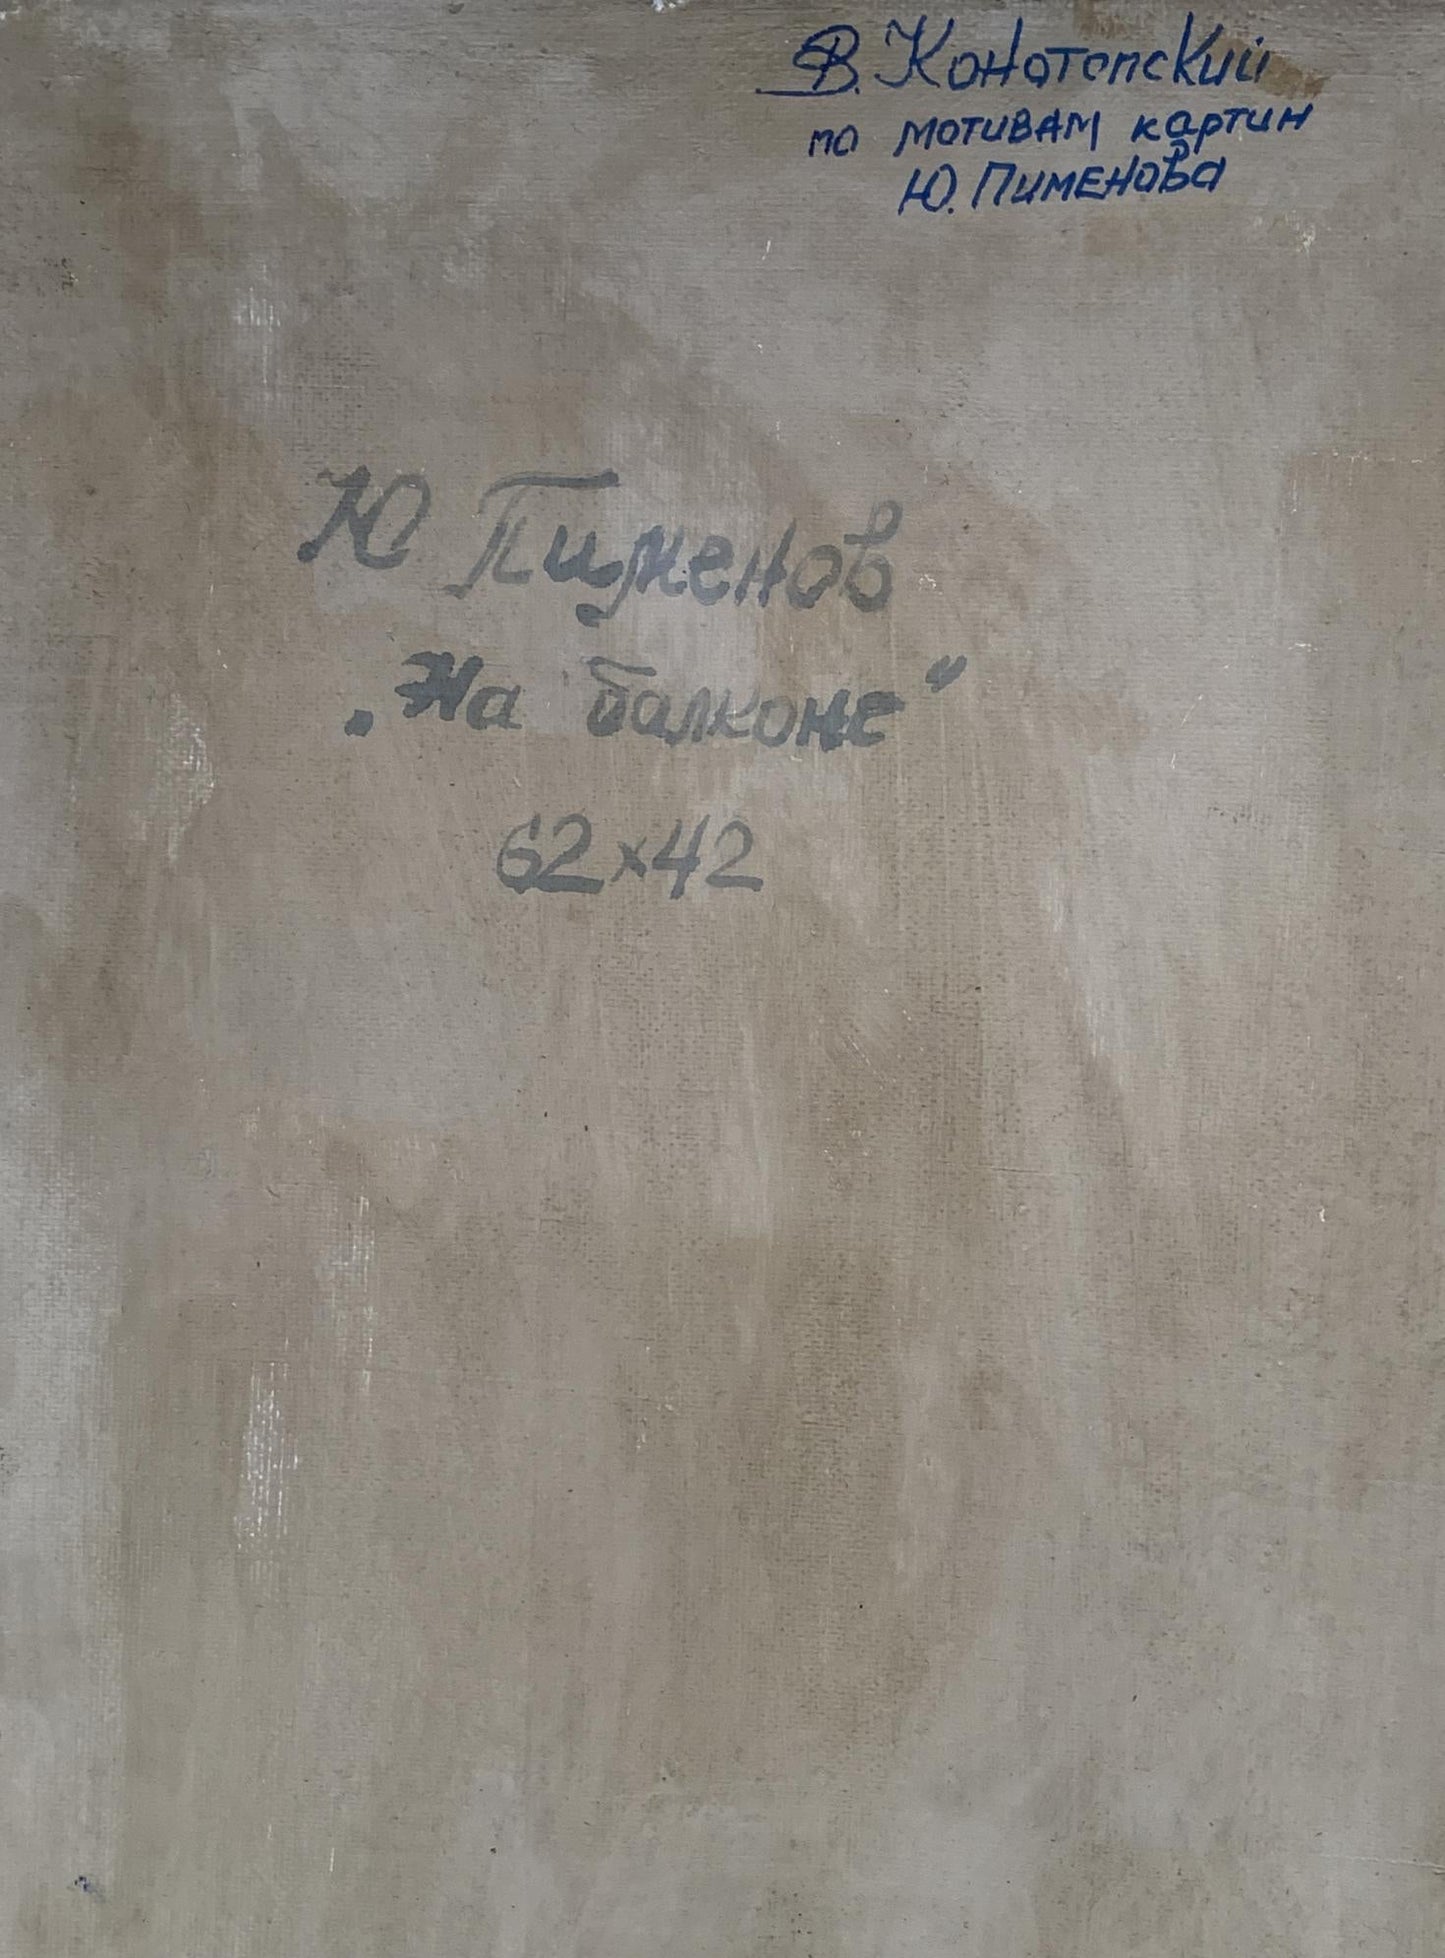 В. Конотопский
по мотивам картин
Ю. Пименова
Ю Пименов
„На балконе“
62×42